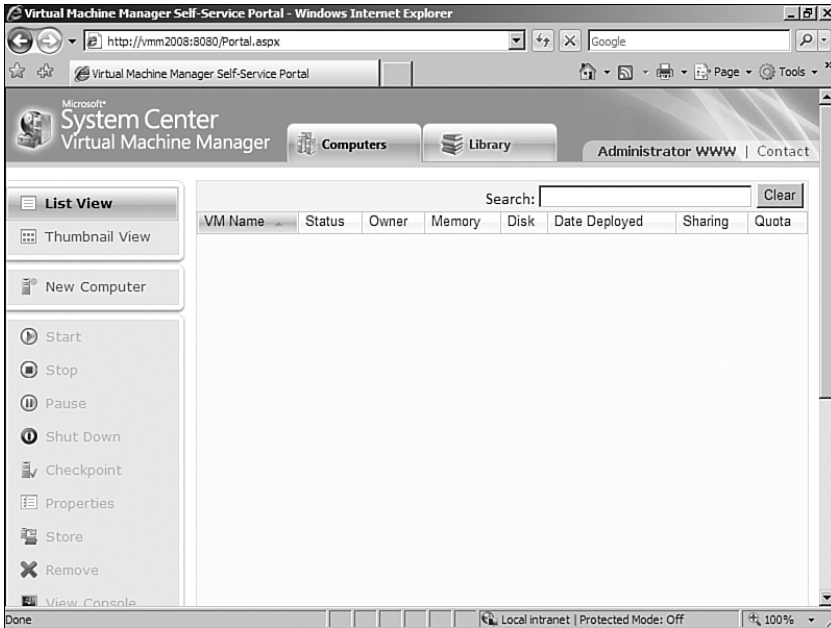 Virtual Machine Manager Self-Service Portal - Windows Internet Explorer
http://vmm2008:8080/Portal.aspx
Google
Virtual Machine Manager Self-Service Portal
Page
Tools
Microsoft®
System Center
Virtual Machine Manager
Computers
Library
Administrator WWW | Contact
List View
Thumbnail View
New Computer
Start
Stop
Pause
Shut Down
Checkpoint
Properties
Store
Remove
View Console
Search:
Clear
VM Name Status Owner Memory Disk Date Deployed Sharing Quota
Done
Local intranet | Protected Mode: Off
100%